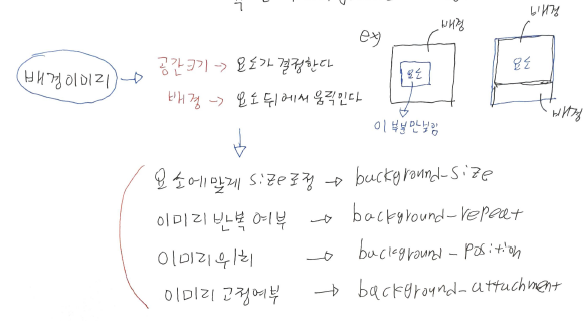 ex)
배경
배경
배경이미지
공간크기 → 요소가 결정한다
요소
요소
배경 → 요소 뒤에서 움직인다
배경
이 부분만 보임
요소에 맞게 size 조정 → background-size
이미지 반복 여부 → background-repeat
이미지 위치 → background-position
이미지 고정여부 → background-attachment